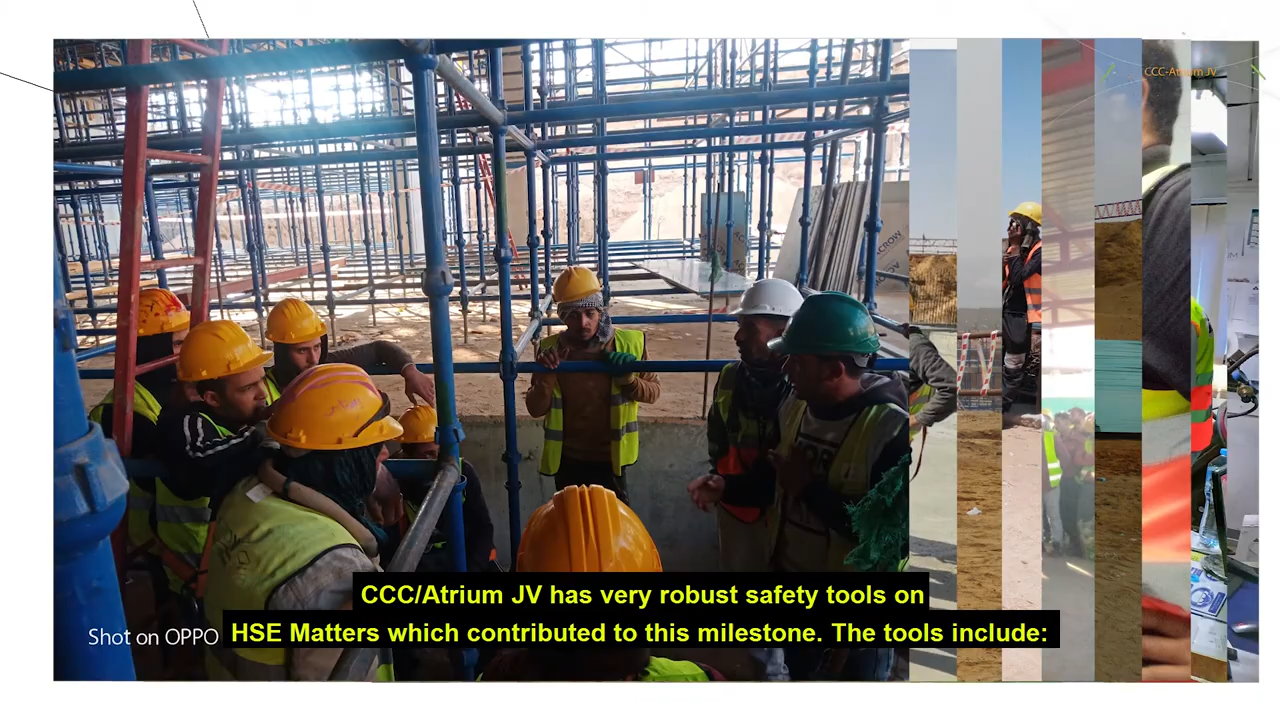 CCC-Atrium JV
CROW
CCC/Atrium JV has very robust safety tools on
HSE Matters which contributed to this milestone. The tools include:
Shot on OPPO